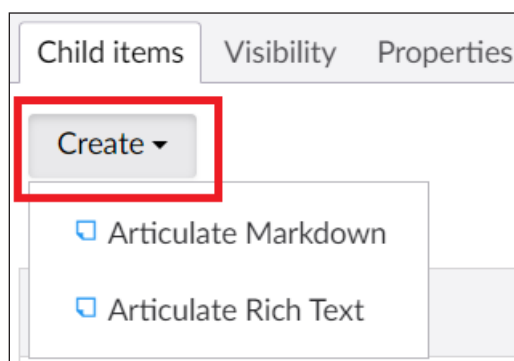 Child items Visibility Properties
Create
Articulate Markdown
Articulate Rich Text